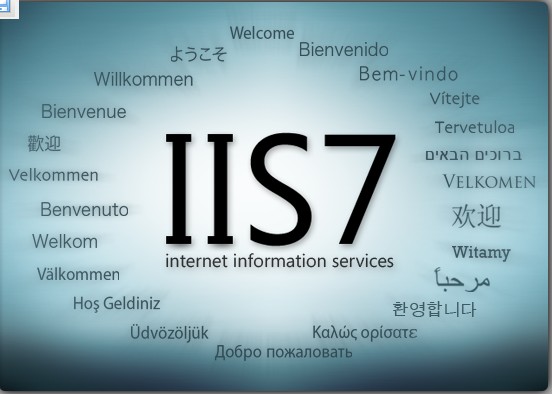 Welcome
ようこそ
Bienvenido
Willkommen
Bem-vindo
Vítejte
Bienvenue
Tervetuloa
歡迎
ברוכים הבאים
Velkommen
VELKOMEN
Benvenuto
欢迎
Welkom
Witamy
Välkommen
مرحباً
Hoş Geldiniz
환영합니다
Üdvözöljük
Καλώς ορίσατε
Добро пожаловать
IIS7
internet information services